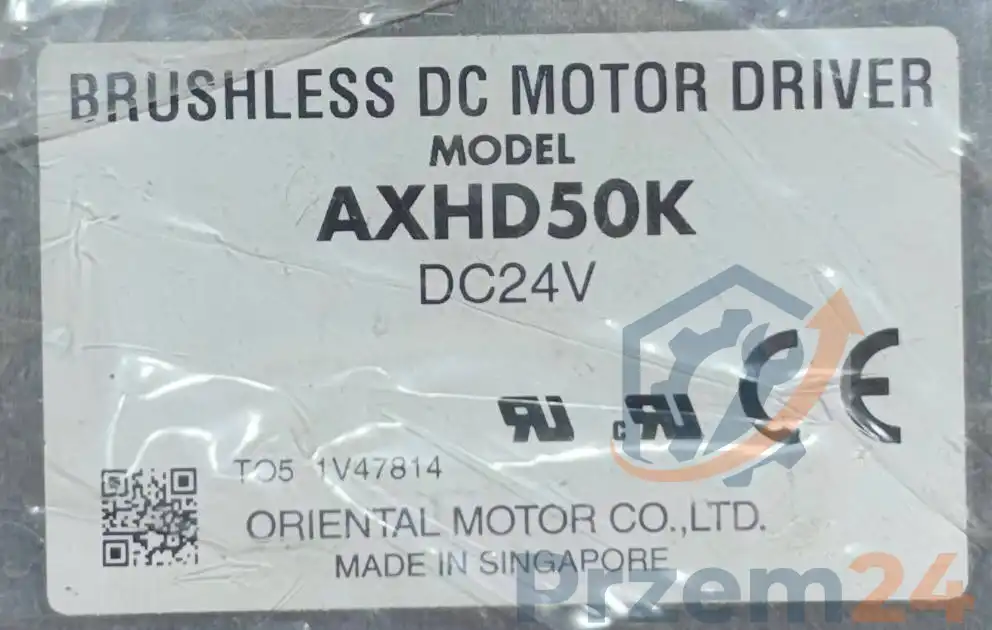 BRUSHLESS DC MOTOR DRIVER
MODEL
AXHD50K
DC24V
TO5 1V47814
ORIENTAL MOTOR CO.,LTD.
MADE IN SINGAPORE
Przem24